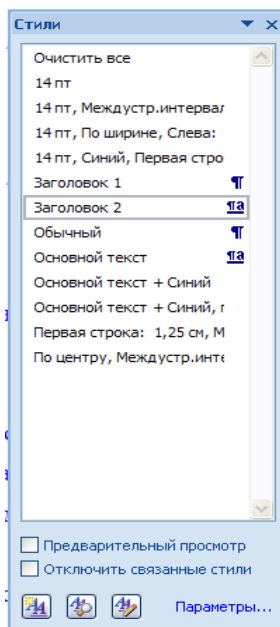 Стили
Очистить все
14 пт
14 пт, Междустр.интервал
14 пт, По ширине, Слева:
14 пт, Синий, Первая стро
Заголовок 1 ¶
Заголовок 2 ¶a
Обычный ¶
Основной текст ¶a
Основной текст + Синий
Основной текст + Синий, г
Первая строка: 1,25 см, М
По центру, Междустр.инте
Предварительный просмотр
Отключить связанные стили
Параметры...